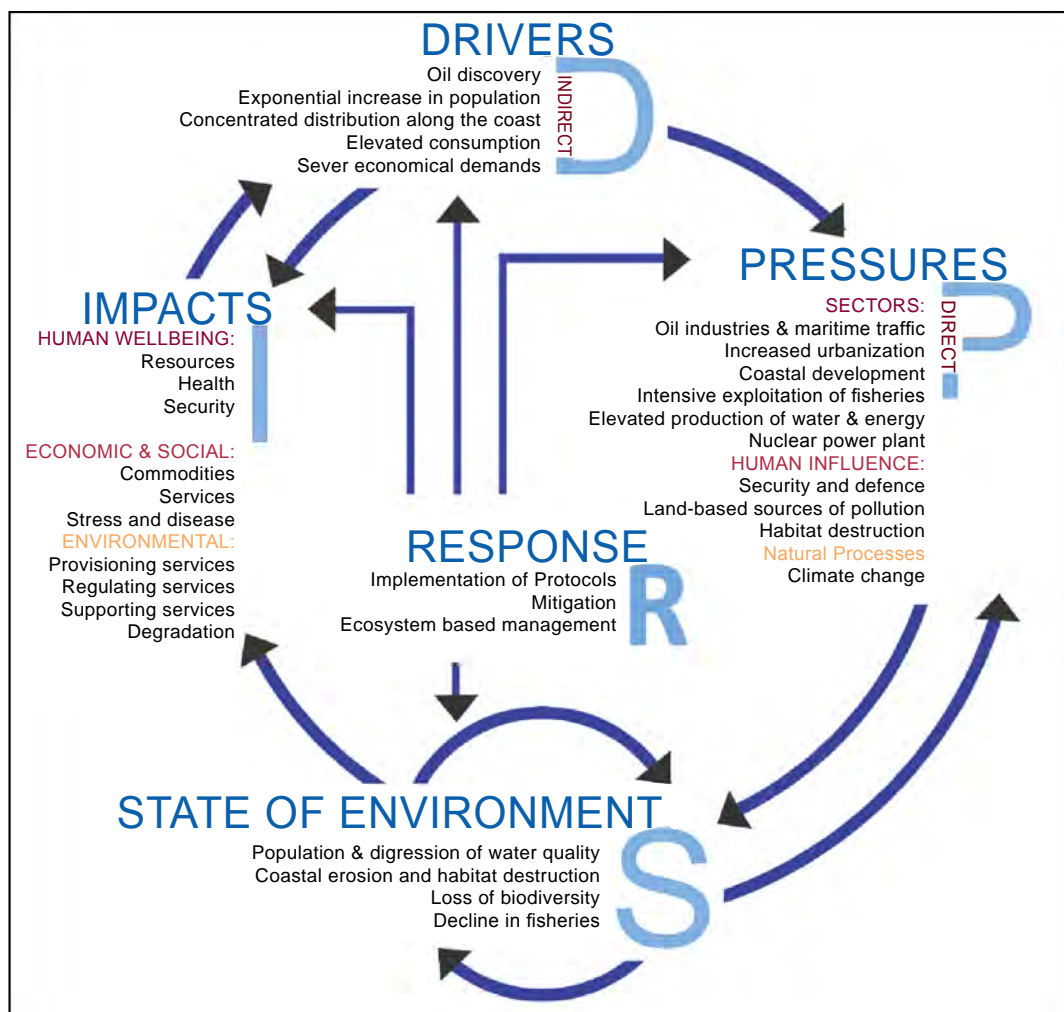 DRIVERS
Oil discovery
Exponential increase in population
Concentrated distribution along the coast
Elevated consumption
Sever economical demands
INDIRECT
D
PRESSURES
SECTORS:
Oil industries & maritime traffic
Increased urbanization
Coastal development
Intensive exploitation of fisheries
Elevated production of water & energy
Nuclear power plant
HUMAN INFLUENCE:
Security and defence
Land-based sources of pollution
Habitat destruction
Natural Processes
Climate change
DIRECT
P
IMPACTS
HUMAN WELLBEING:
Resources
Health
Security
I
ECONOMIC & SOCIAL:
Commodities
Services
Stress and disease
ENVIRONMENTAL:
Provisioning services
Regulating services
Supporting services
Degradation
RESPONSE
Implementation of Protocols
Mitigation
Ecosystem based management
R
STATE OF ENVIRONMENT
Population & digression of water quality
Coastal erosion and habitat destruction
Loss of biodiversity
Decline in fisheries
S